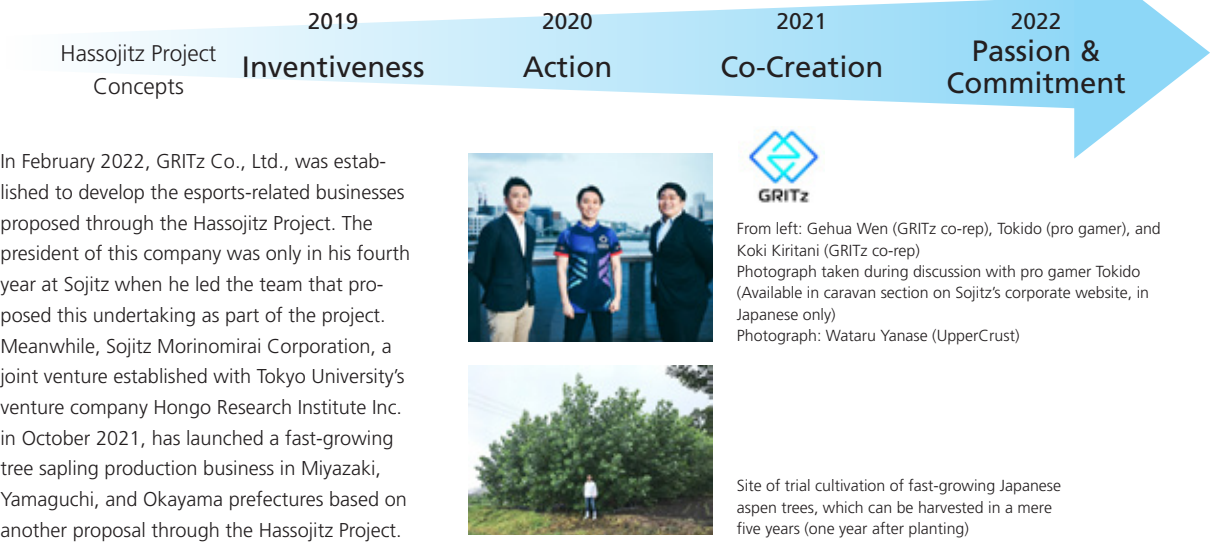 Hassojitz Project
Concepts
2019
Inventiveness
2020
Action
2021
Co-Creation
2022
Passion &
Commitment
In February 2022, GRITz Co., Ltd., was estab-
lished to develop the esports-related businesses
proposed through the Hassojitz Project. The
president of this company was only in his fourth
year at Sojitz when he led the team that pro-
posed this undertaking as part of the project.
Meanwhile, Sojitz Morinomirai Corporation, a
joint venture established with Tokyo University's
venture company Hongo Research Institute Inc.
in October 2021, has launched a fast-growing
tree sapling production business in Miyazaki,
Yamaguchi, and Okayama prefectures based on
another proposal through the Hassojitz Project.
GRITz
From left: Gehua Wen (GRITz co-rep), Tokido (pro gamer), and
Koki Kiritani (GRITz co-rep)
Photograph taken during discussion with pro gamer Tokido
(Available in caravan section on Sojitz's corporate website, in
Japanese only)
Photograph: Wataru Yanase (UpperCrust)
Site of trial cultivation of fast-growing Japanese
aspen trees, which can be harvested in a mere
five years (one year after planting)